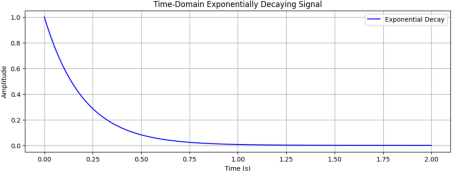 Time-Domain Exponentially Decaying Signal
Exponential Decay
Amplitude
1.0
0.8
0.6
0.4
0.2
0.0
0.00 0.25 0.50 0.75 1.00 1.25 1.50 1.75 2.00
Time (s)